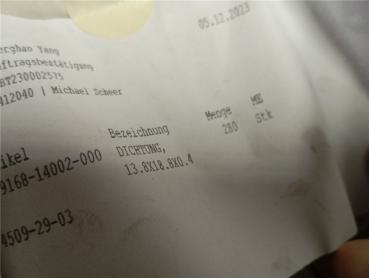 05.12.2023
erghao Yang
uftragsbestätigung
BT230002575
412040 | Michael Scheer
ikel Bezeichnung Menge ME
9168-14002-000 DICHTUNG, 280 Stk
13.8X18.8X0.4
4509-29-03